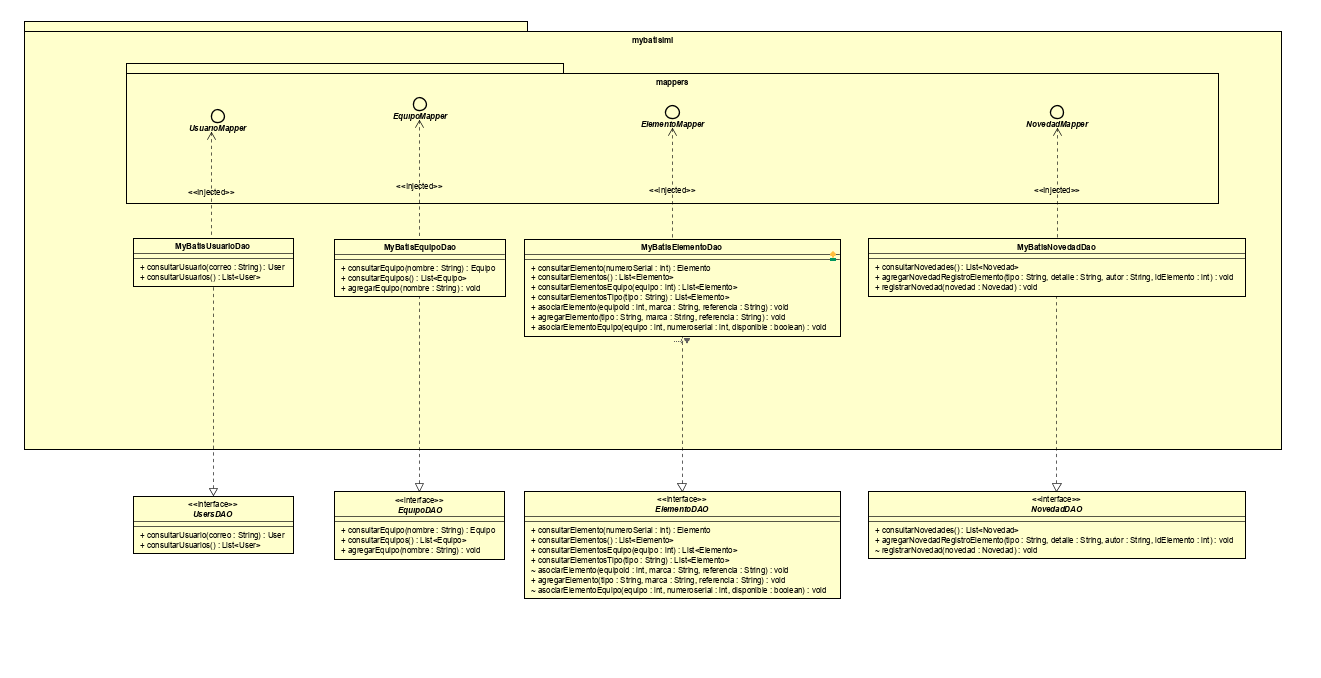 mybatisiml
mappers
UsuarioMapper
EquipoMapper
ElementoMapper
NovedadMapper
<<Injected>>
<<Injected>>
<<Injected>>
<<Injected>>
MyBatisUsuarioDao
+ consultarUsuario(correo : String) : User
+ consultarUsuarios() : List<User>
MyBatisEquipoDao
+ consultarEquipo(nombre : String) : Equipo
+ consultarEquipos() : List<Equipo>
+ agregarEquipo(nombre : String) : void
MyBatisElementoDao
+ consultarElemento(numeroSerial : int) : Elemento
+ consultarElementos() : List<Elemento>
+ consultarElementosEquipo(equipo : int) : List<Elemento>
+ consultarElementosTipo(tipo : String) : List<Elemento>
+ asociarElemento(equipoid : int, marca : String, referencia : String) : void
+ agregarElemento(tipo : String, marca : String, referencia : String) : void
+ asociarElementoEquipo(equipo : int, numeroserial : int, disponible : boolean) : void
MyBatisNovedadDao
+ consultarNovedades() : List<Novedad>
+ agregarNovedadRegistroElemento(tipo : String, detalle : String, autor : String, idElemento : int) : void
+ registrarNovedad(novedad : Novedad) : void
<<interface>>
UsersDAO
+ consultarUsuario(correo : String) : User
+ consultarUsuarios() : List<User>
<<interface>>
EquipoDAO
+ consultarEquipo(nombre : String) : Equipo
+ consultarEquipos() : List<Equipo>
+ agregarEquipo(nombre : String) : void
<<interface>>
ElementoDAO
+ consultarElemento(numeroSerial : int) : Elemento
+ consultarElementos() : List<Elemento>
+ consultarElementosEquipo(equipo : int) : List<Elemento>
+ consultarElementosTipo(tipo : String) : List<Elemento>
~ asociarElemento(equipoid : int, marca : String, referencia : String) : void
+ agregarElemento(tipo : String, marca : String, referencia : String) : void
~ asociarElementoEquipo(equipo : int, numeroserial : int, disponible : boolean) : void
<<interface>>
NovedadDAO
+ consultarNovedades() : List<Novedad>
+ agregarNovedadRegistroElemento(tipo : String, detalle : String, autor : String, idElemento : int) : void
~ registrarNovedad(novedad : Novedad) : void